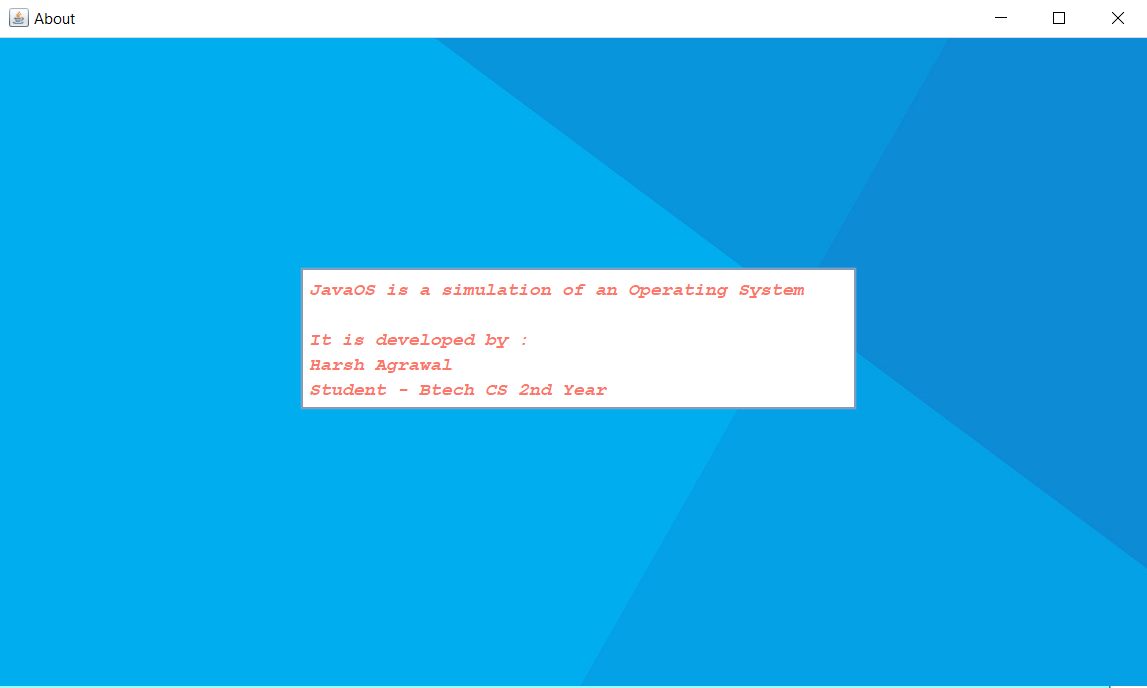 About
JavaOS is a simulation of an Operating System
It is developed by :
Harsh Agrawal
Student - Btech CS 2nd Year